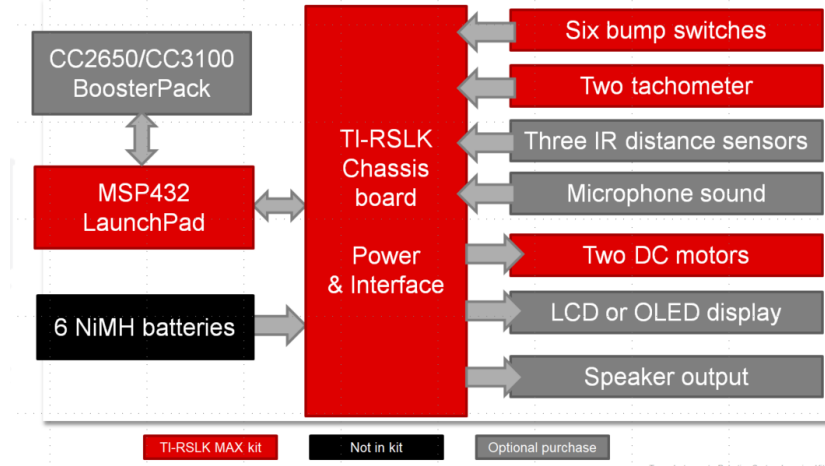 CC2650/CC3100
BoosterPack
MSP432
LaunchPad
6 NiMH batteries
TI-RSLK
Chassis
board
Power
& Interface
Six bump switches
Two tachometer
Three IR distance sensors
Microphone sound
Two DC motors
LCD or OLED display
Speaker output
TI-RSLK MAX kit
Not in kit
Optional purchase